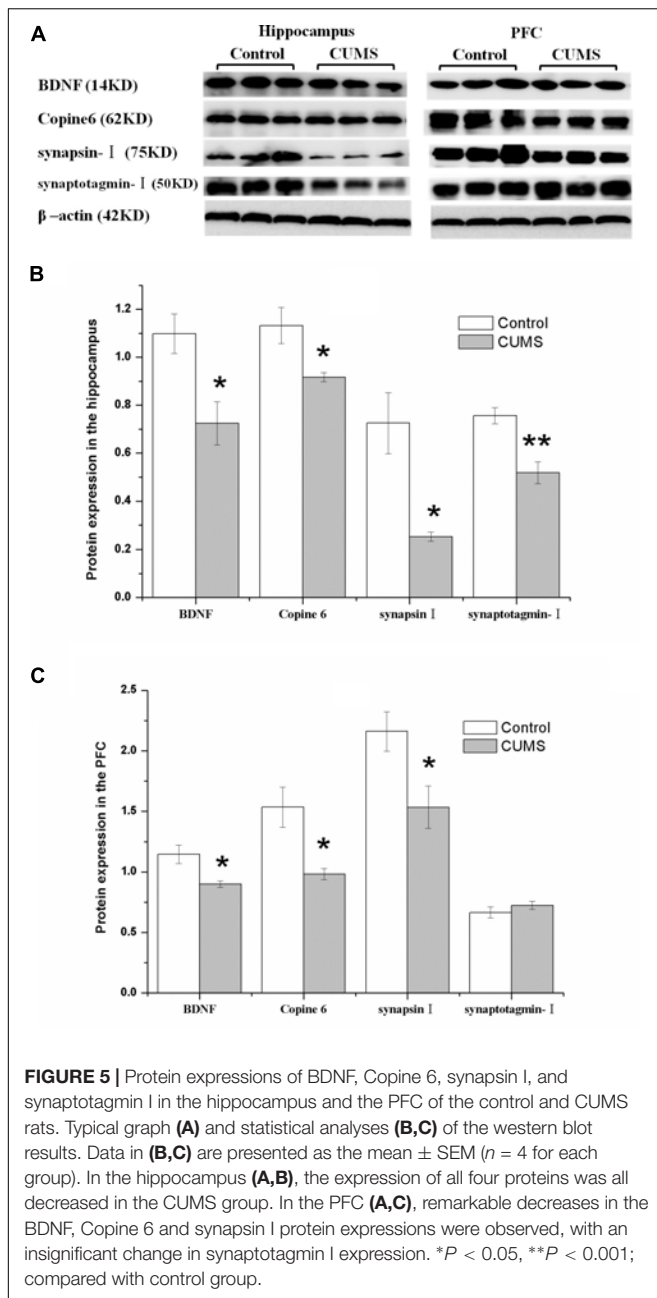 A
Hippocampus
PFC
Control
CUMS
Control
CUMS
BDNF (14KD)
Copine6 (62KD)
synapsin- Ⅰ (75KD)
synaptotagmin- Ⅰ (50KD)
β –actin (42KD)
B
Protein expression in the hippocampus
1.2
1.0
0.8
0.6
0.4
0.2
0.0
Control
CUMS
*
*
*
**
BDNF
Copine 6
synapsin Ⅰ
synaptotagmin- Ⅰ
C
Protein expression in the PFC
2.5
2.0
1.5
1.0
0.5
0.0
Control
CUMS
*
*
*
BDNF
Copine 6
synapsin Ⅰ
synaptotagmin- Ⅰ
FIGURE 5 | Protein expressions of BDNF, Copine 6, synapsin I, and
synaptotagmin I in the hippocampus and the PFC of the control and CUMS
rats. Typical graph (A) and statistical analyses (B,C) of the western blot
results. Data in (B,C) are presented as the mean ± SEM (n = 4 for each
group). In the hippocampus (A,B), the expression of all four proteins was all
decreased in the CUMS group. In the PFC (A,C), remarkable decreases in the
BDNF, Copine 6 and synapsin I protein expressions were observed, with an
insignificant change in synaptotagmin I expression. *P < 0.05, **P < 0.001;
compared with control group.